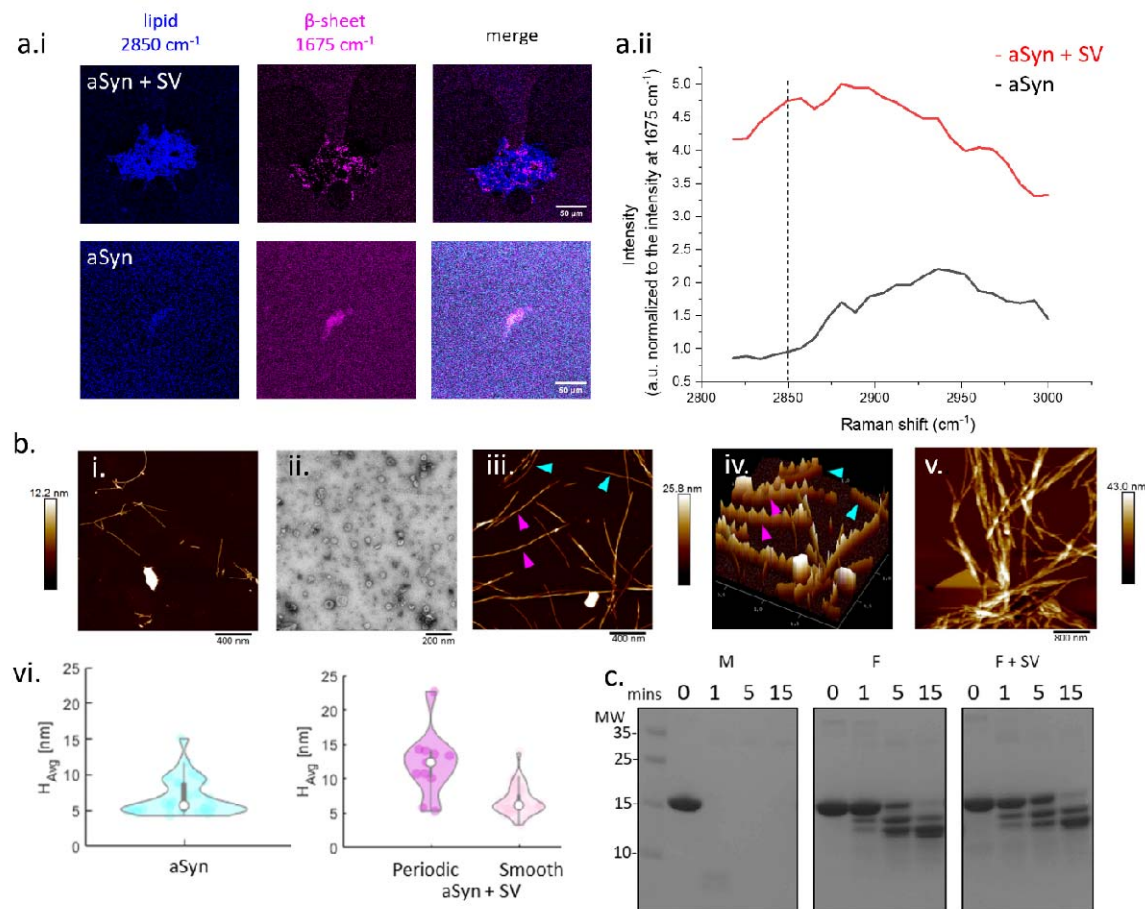 a.i
lipid
2850 cm⁻¹
β-sheet
1675 cm⁻¹
merge
aSyn + SV
50 μm
aSyn
50 μm
a.ii
- aSyn + SV
- aSyn
Intensity
(a.u. normalized to the intensity at 1675 cm⁻¹)
5.0
4.5
4.0
3.5
3.0
2.5
2.0
1.5
1.0
0.5
2800
2850
2900
2950
3000
Raman shift (cm⁻¹)
b.
i.
12.2 nm
400 nm
ii.
200 nm
iii.
25.8 nm
400 nm
iv.
v.
43.0 nm
800 nm
vi.
H_Avg [nm]
25
20
15
10
5
0
aSyn
H_Avg [nm]
25
20
15
10
5
0
Periodic
Smooth
aSyn + SV
c.
M
F
F + SV
mins
0 1 5 15
0 1 5 15
0 1 5 15
MW
35-
25-
15-
10-